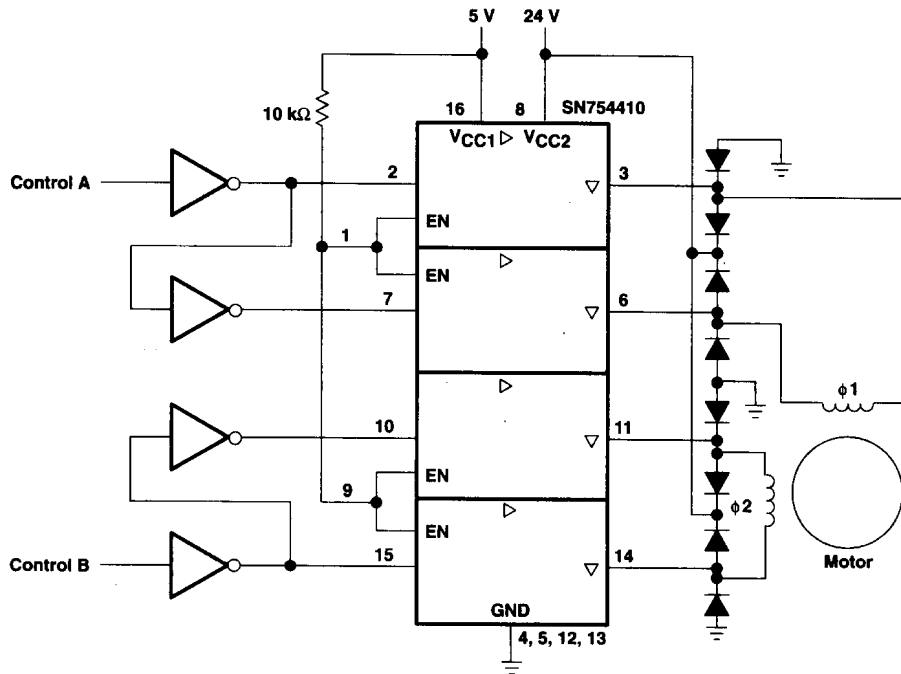 5 V
24 V
SN754410
10 kΩ
16
8
VCC1
VCC2
Control A
2
3
EN
1
EN
7
6
ϕ1
10
11
EN
9
ϕ2
EN
Control B
15
14
Motor
GND
4, 5, 12, 13